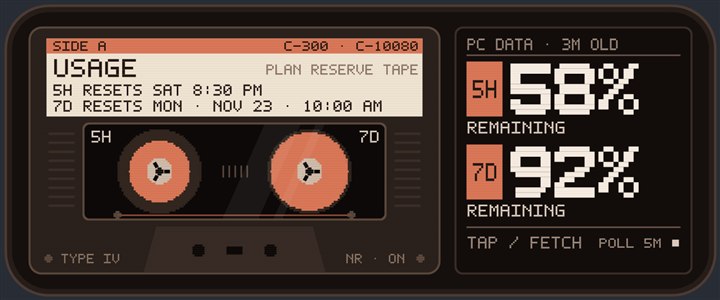 SIDE A C-300 · C-10080
USAGE PLAN RESERVE TAPE
5H RESETS SAT 8:30 PM
7D RESETS MON · NOV 23 · 10:00 AM
5H 7D
TYPE IV NR · ON
PC DATA · 3M OLD
5H 58%
REMAINING
7D 92%
REMAINING
TAP / FETCH POLL 5M